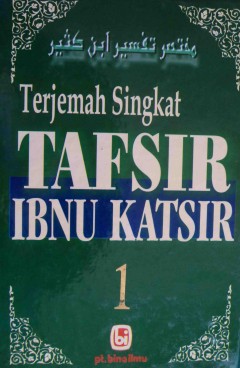 مختصر تفسير ابن كثير
Terjemah Singkat
TAFSIR
IBNU KATSIR
1
bi
pt. bina ilmu